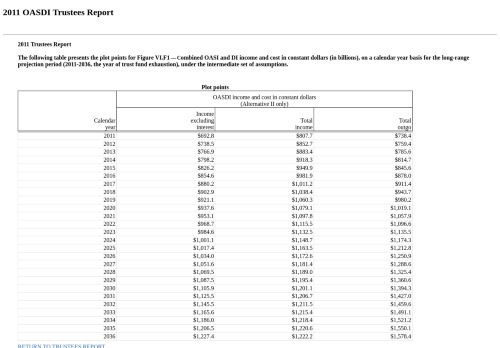 2011 OASDI Trustees Report
2011 Trustees Report
The following table presents the plot points for Figure VI.F1—Combined OASI and DI income and cost in constant dollars (in billions), on a calendar year basis for the long-range
projection period (2011-2036, the year of trust fund exhaustion), under the intermediate set of assumptions.
Plot points
OASDI income and cost in constant dollars
(Alternative II only)
Calendar
year
Income
excluding
interest
Total
income
Total
outgo
2011 $692.8 $807.7 $738.4
2012 $738.5 $852.7 $759.4
2013 $766.9 $883.4 $785.6
2014 $798.2 $918.3 $814.7
2015 $826.2 $949.9 $845.6
2016 $854.6 $981.9 $878.0
2017 $880.2 $1,011.2 $911.4
2018 $902.9 $1,038.4 $943.7
2019 $921.1 $1,060.3 $980.2
2020 $937.6 $1,079.1 $1,019.1
2021 $953.1 $1,097.8 $1,057.9
2022 $968.7 $1,115.5 $1,096.6
2023 $984.6 $1,132.5 $1,135.5
2024 $1,001.1 $1,148.7 $1,174.3
2025 $1,017.4 $1,163.5 $1,212.8
2026 $1,034.0 $1,172.6 $1,250.9
2027 $1,051.6 $1,181.4 $1,288.6
2028 $1,069.5 $1,189.0 $1,325.4
2029 $1,087.5 $1,195.4 $1,360.6
2030 $1,105.9 $1,201.1 $1,394.3
2031 $1,125.5 $1,206.7 $1,427.0
2032 $1,145.5 $1,211.5 $1,459.6
2033 $1,165.6 $1,215.4 $1,491.1
2034 $1,186.0 $1,218.4 $1,521.2
2035 $1,206.5 $1,220.6 $1,550.1
2036 $1,227.4 $1,222.2 $1,578.4
RETURN TO TRUSTEES REPORT